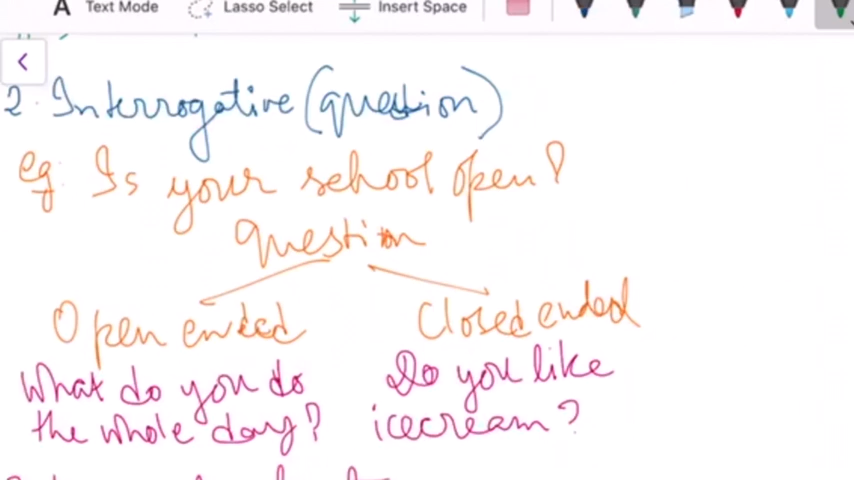 A Text Mode Lasso Select Insert Space
2. Interrogative (question)
eg: Is your school open?
Question
Open ended Closed ended
What do you do Do you like
the whole day? icecream?